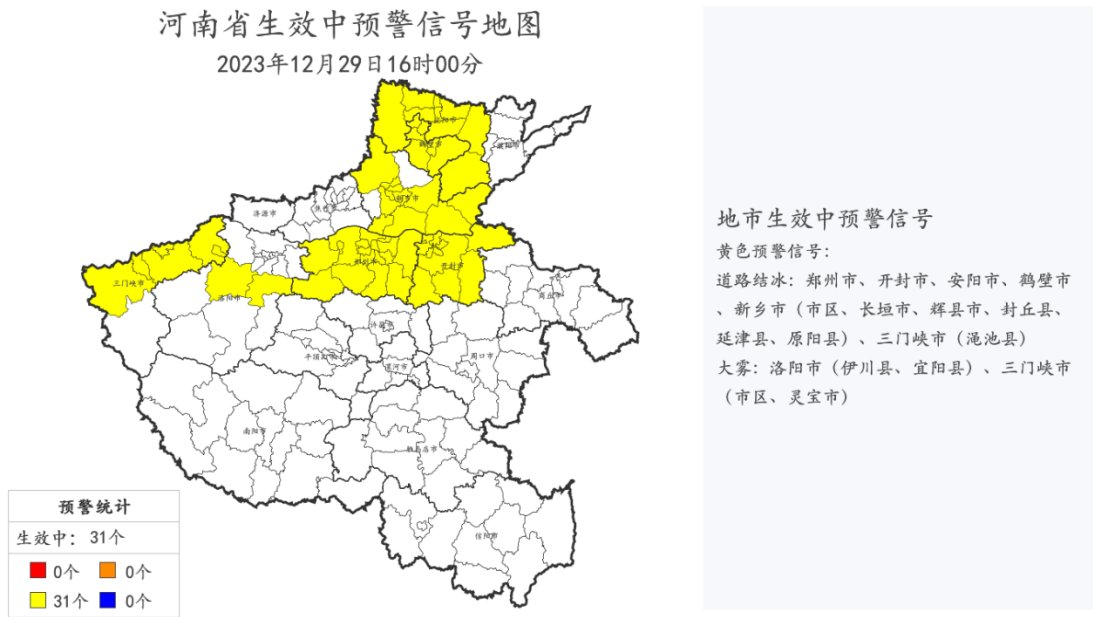 河南省生效中预警信号地图
2023年12月29日16时00分
安阳市
鹤壁市
濮阳市
新乡市
焦作市
济源市
郑州市
开封市
三门峡市
洛阳市
商丘市
许昌市
平顶山市
周口市
漯河市
南阳市
驻马店市
信阳市
预警统计
生效中：31个
0个 0个
31个 0个
地市生效中预警信号
黄色预警信号：
道路结冰：郑州市、开封市、安阳市、鹤壁市
、新乡市（市区、长垣市、辉县市、封丘县、
延津县、原阳县）、三门峡市（渑池县）
大雾：洛阳市（伊川县、宜阳县）、三门峡市
（市区、灵宝市）